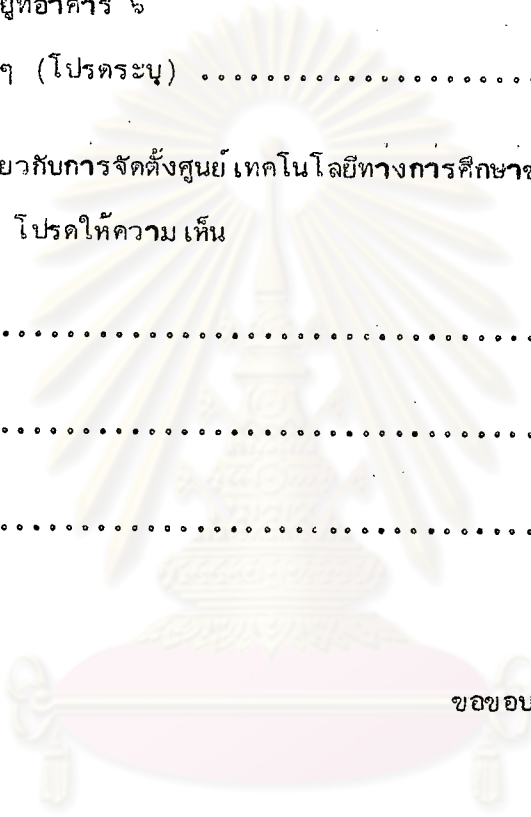 ยู่ที่อาคาร ๖
ๆ (โปรดระบุ) ........................
ยวกับการจัดตั้งศูนย์เทคโนโลยีทางการศึกษาข
โปรดให้ความเห็น
................................................
................................................
................................................
ขอขอบ